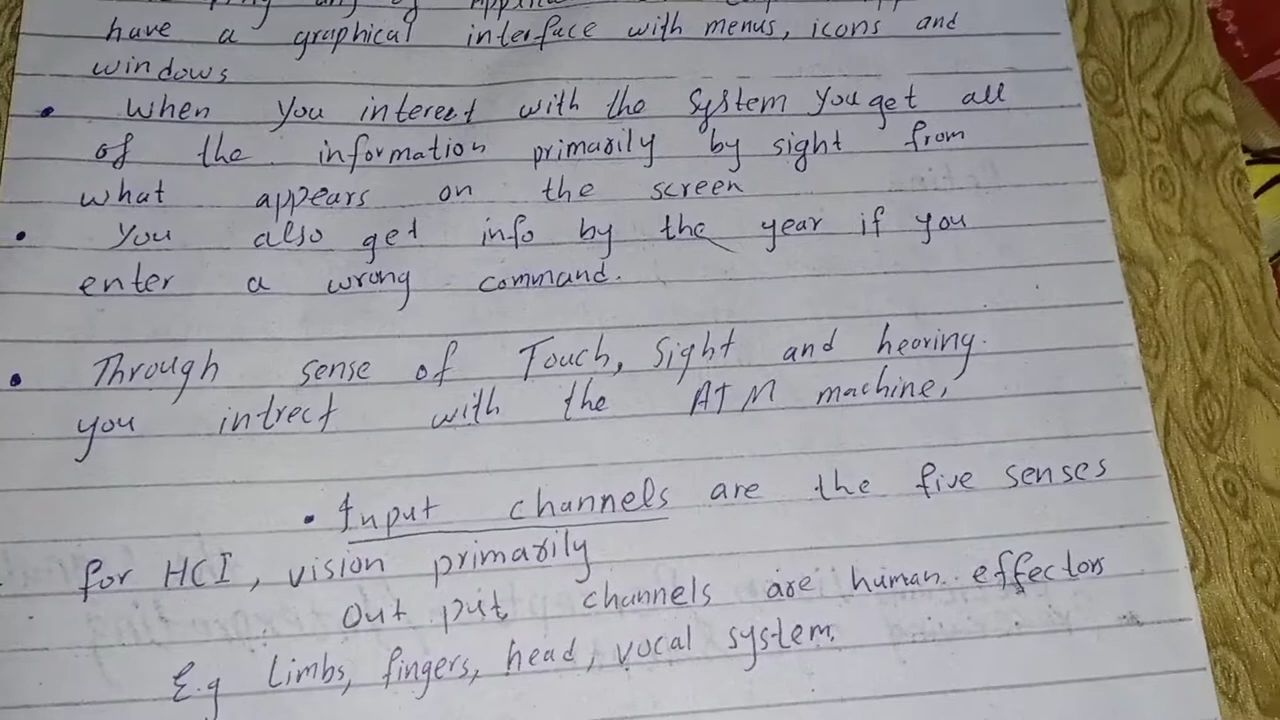 have a graphical interface with menus, icons and
windows
• When you interect with the system you get all
of the information primarily by sight from
what appears on the screen
• You also get info by the year if you
enter a wrong command.
• Through sense of Touch, Sight and hearing.
you intrect with the ATM machine,
• Input channels are the five senses
for HCI, vision primarily
Out put channels are human effectors
E.g limbs, fingers, head, vocal system.